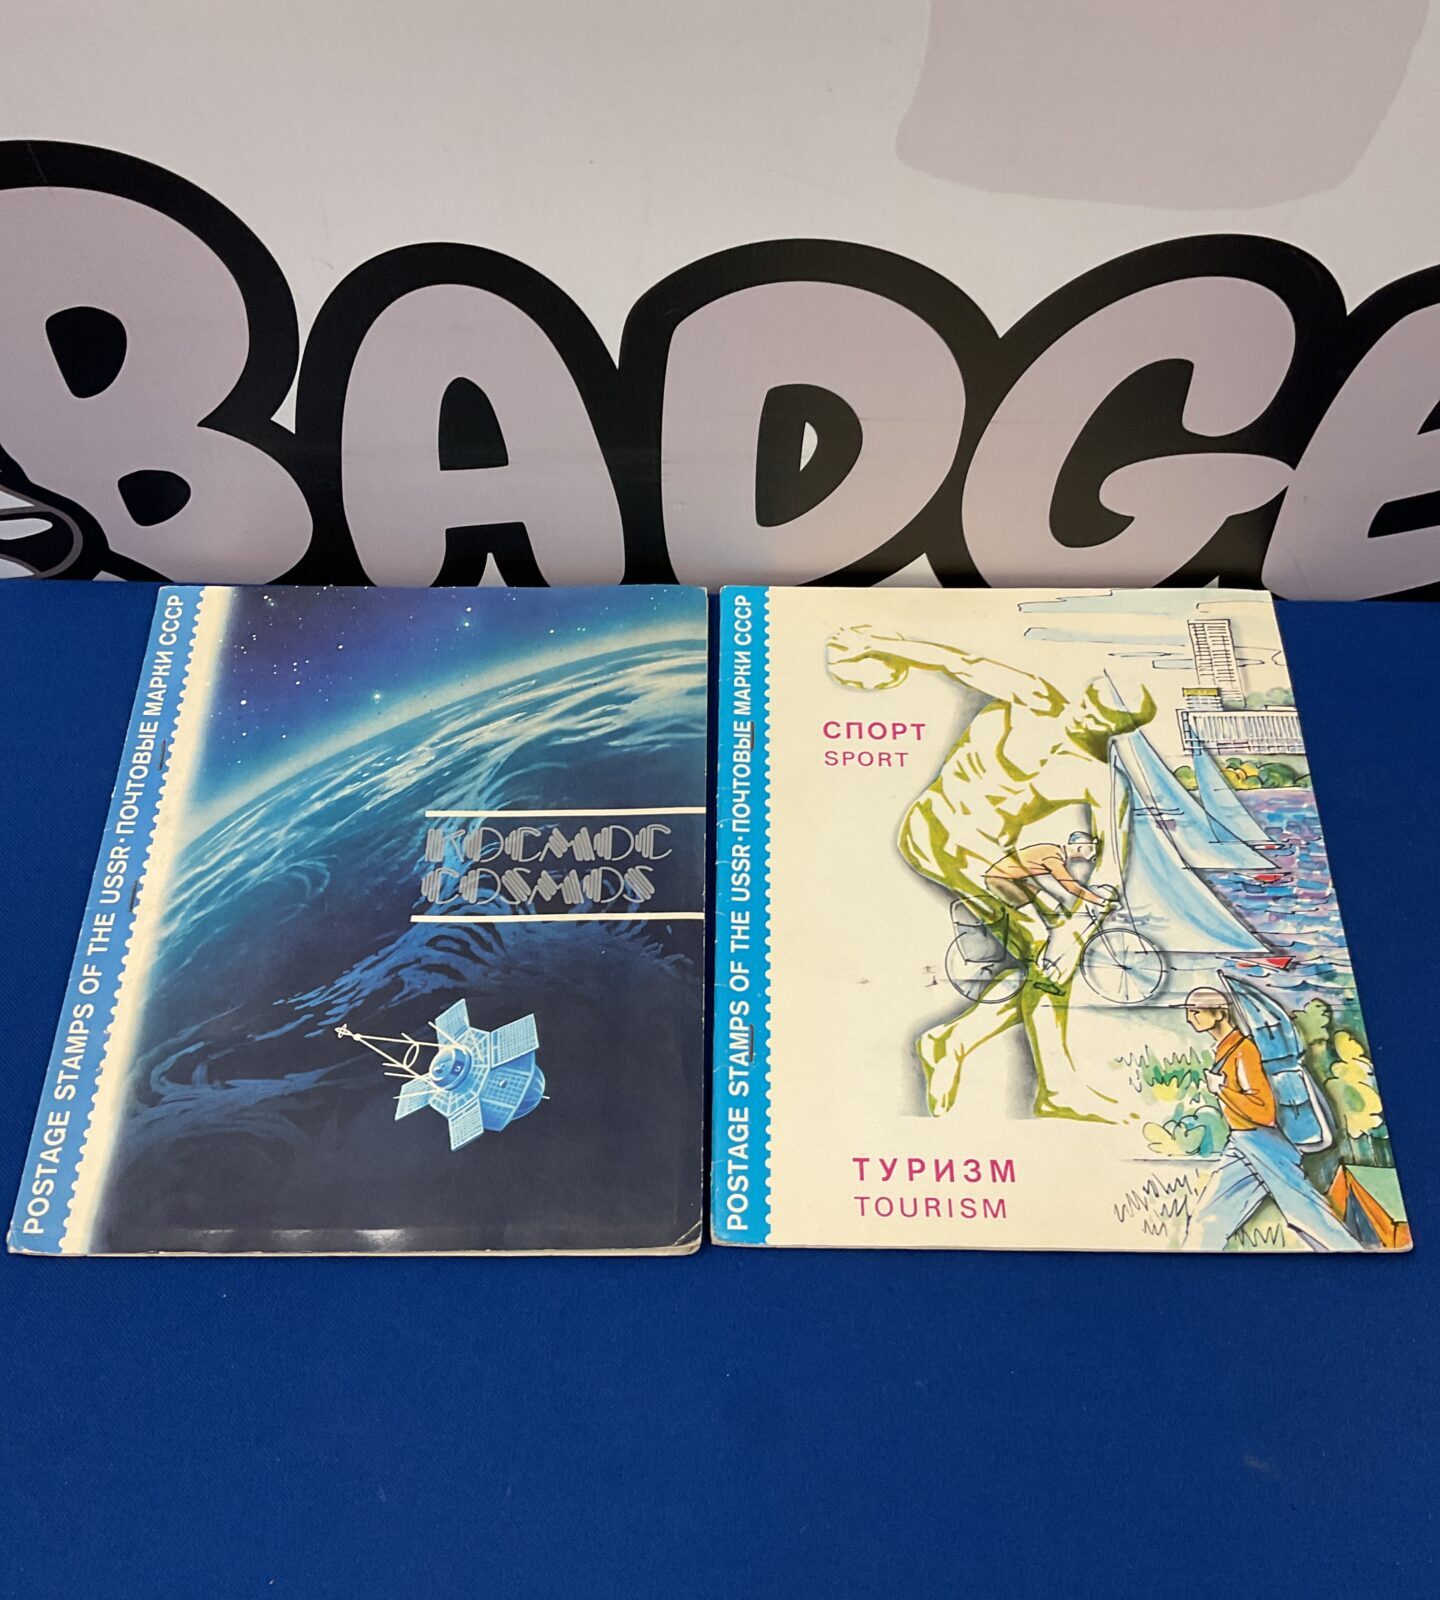 BADGE
POSTAGE STAMPS OF THE USSR · ПОЧТОВЫЕ МАРКИ СССР
КОСМОС
COSMOS
POSTAGE STAMPS OF THE USSR · ПОЧТОВЫЕ МАРКИ СССР
СПОРТ
SPORT
ТУРИЗМ
TOURISM